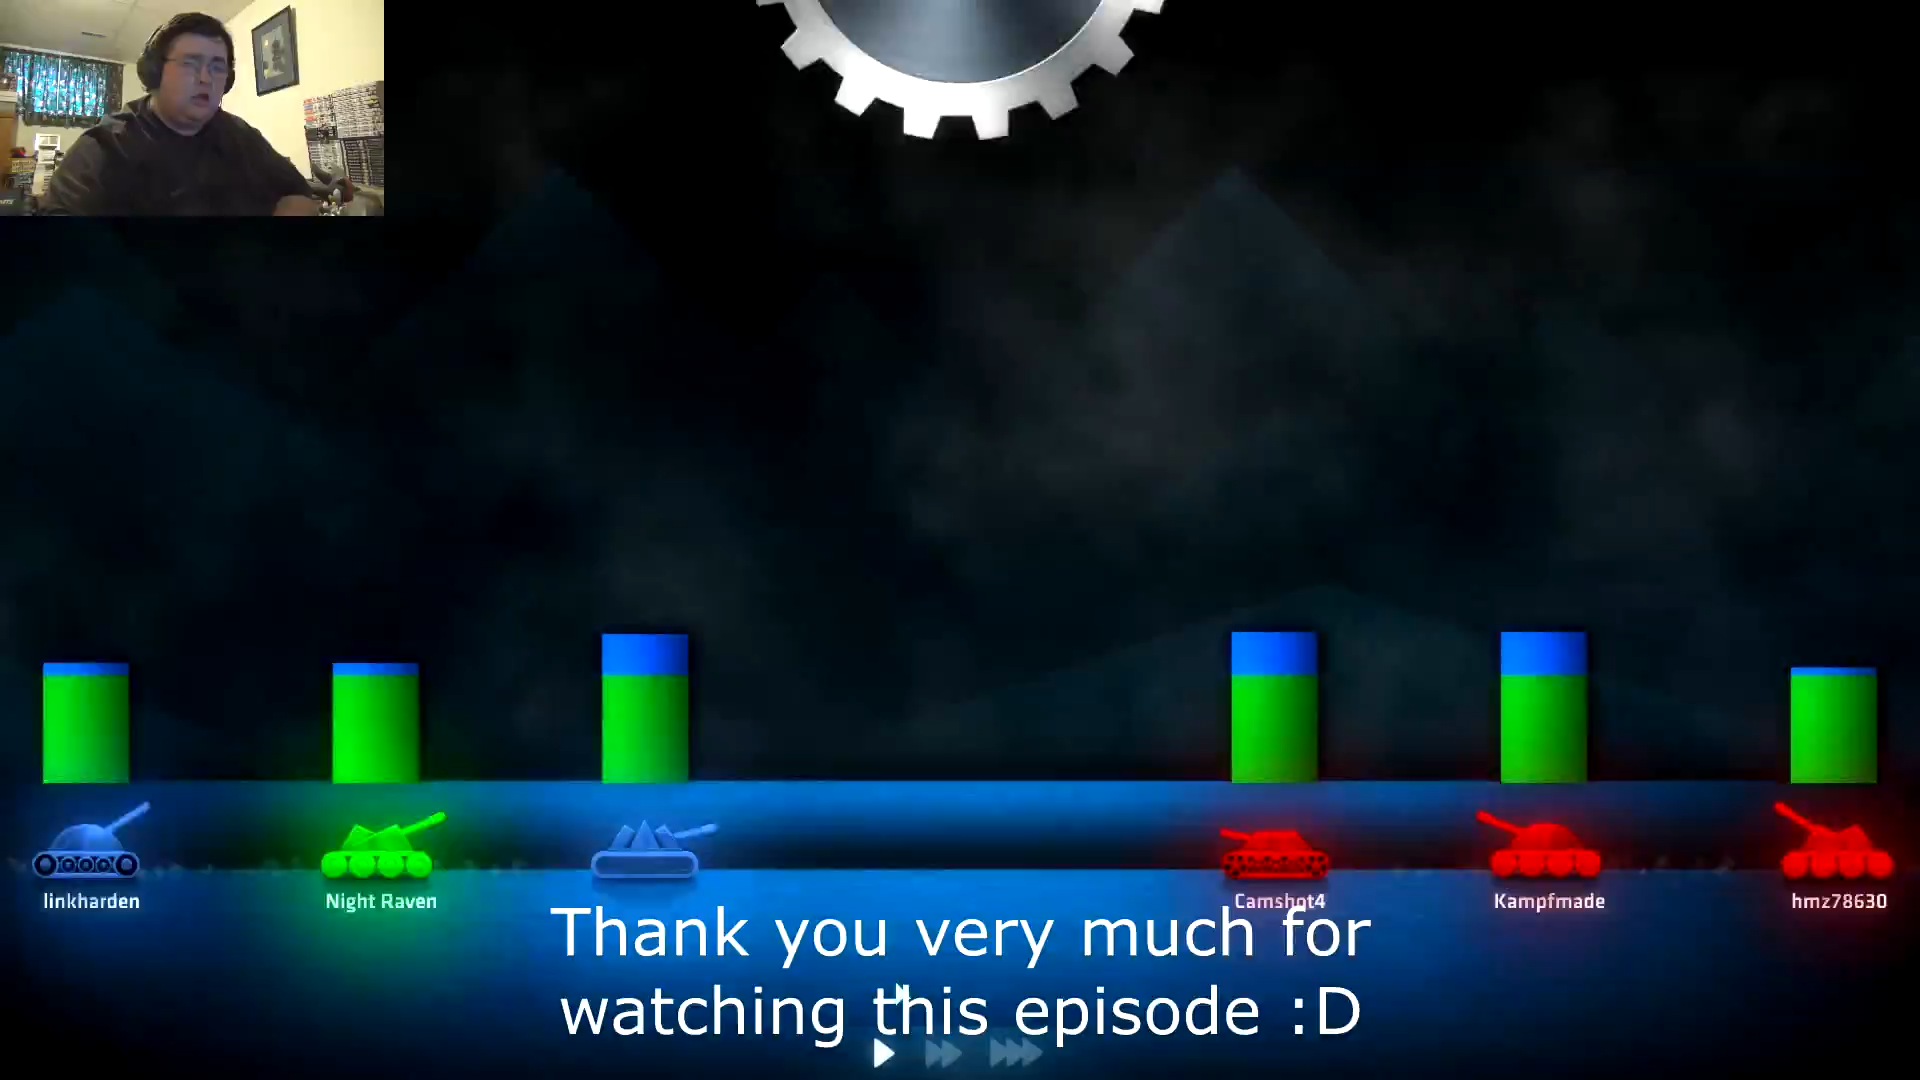 linkharden
Night Raven
Camshot4
Kampfmade
hmz78630
Thank you very much for
watching this episode :D